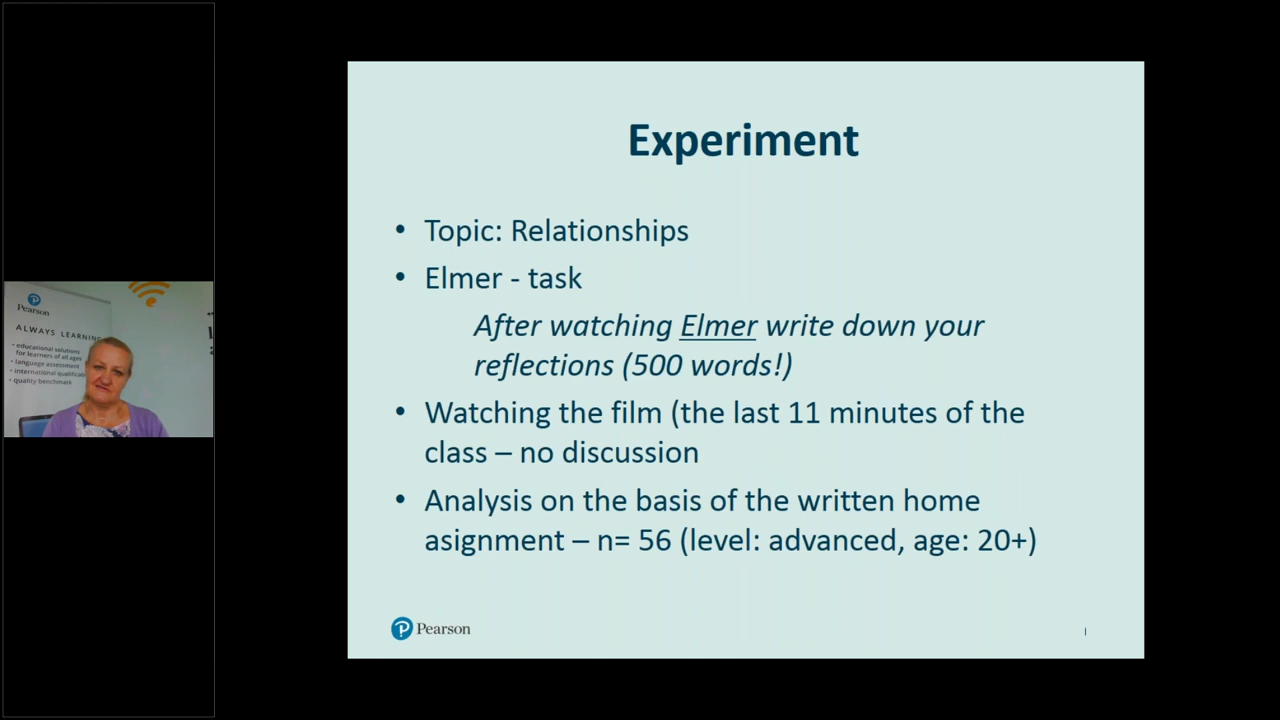 Pearson
ALWAYS LEARNING
• educational solutions
for learners of all ages
• language assessment
• international
• quality benchmark
Experiment
• Topic: Relationships
• Elmer - task
After watching Elmer write down your
reflections (500 words!)
• Watching the film (the last 11 minutes of the
class – no discussion
• Analysis on the basis of the written home
asignment – n= 56 (level: advanced, age: 20+)
Pearson